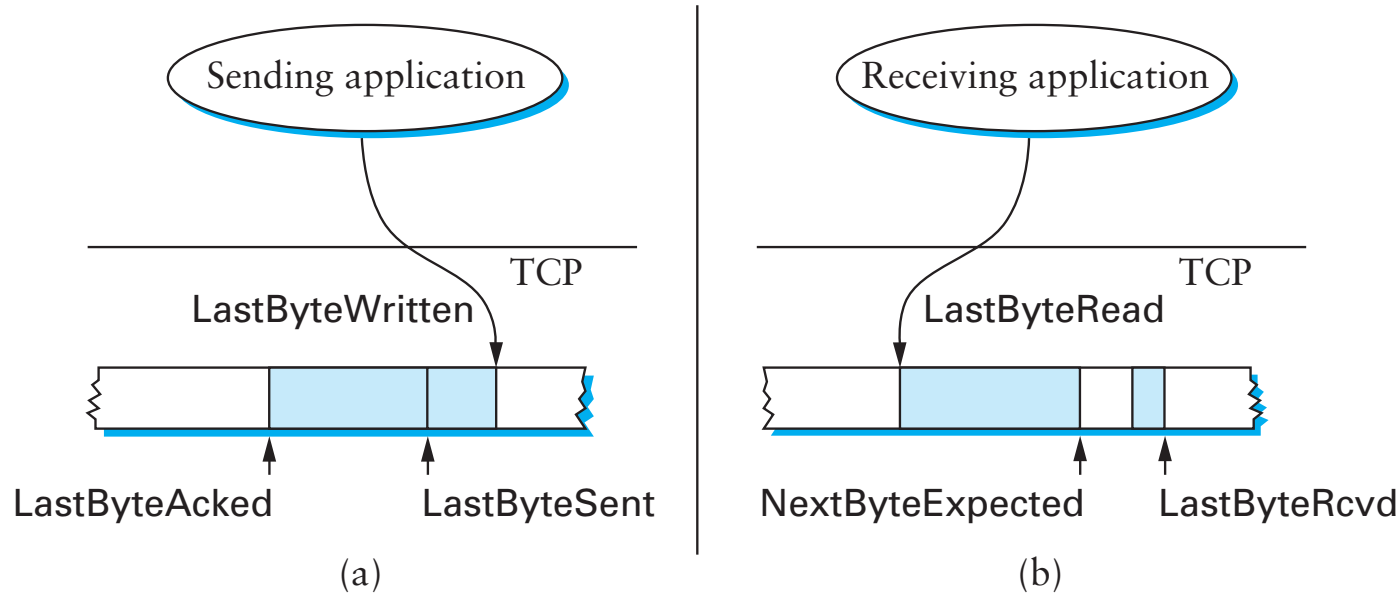 Sending application
TCP
LastByteWritten
LastByteAcked
LastByteSent
(a)
Receiving application
TCP
LastByteRead
NextByteExpected
LastByteRcvd
(b)